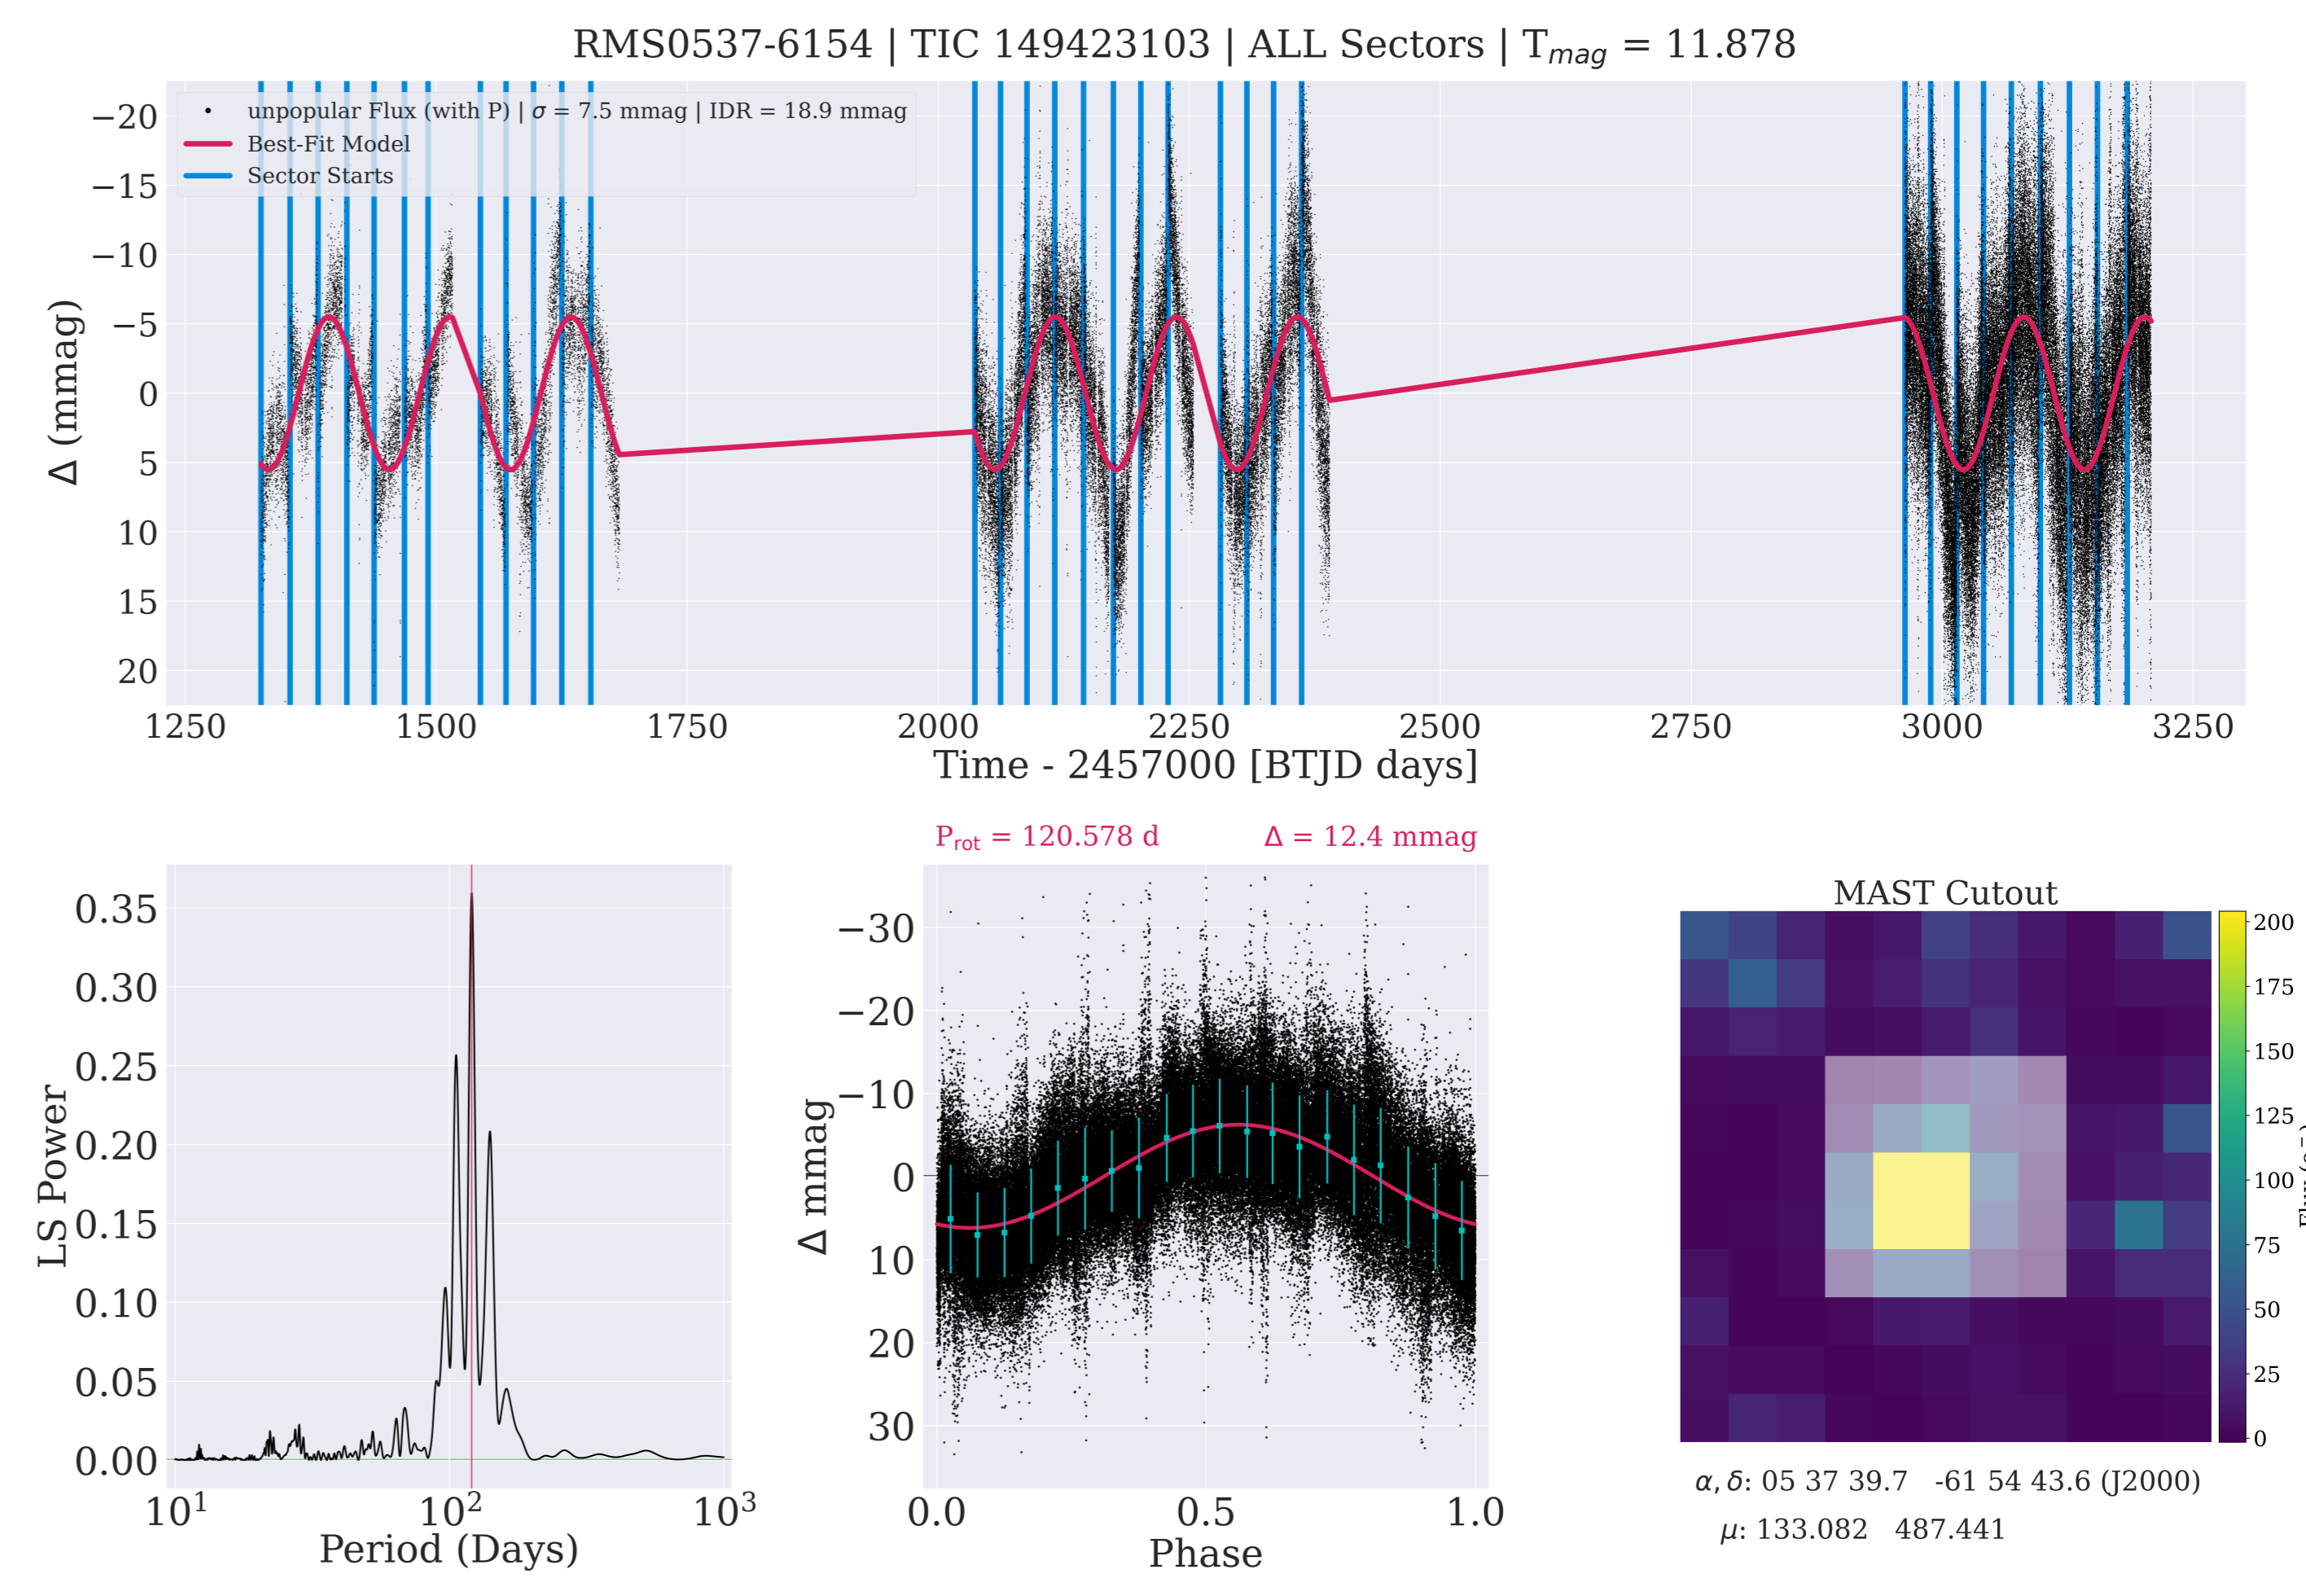 RMS0537-6154 | TIC 149423103 | ALL Sectors | Tmag = 11.878
unpopular Flux (with P) | σ = 7.5 mmag | IDR = 18.9 mmag
Best-Fit Model
Sector Starts
Δ (mmag)
−20
−15
−10
−5
0
5
10
15
20
1250 1500 1750 2000 2250 2500 2750 3000 3250
Time - 2457000 [BTJD days]
LS Power
0.35
0.30
0.25
0.20
0.15
0.10
0.05
0.00
10¹ 10² 10³
Period (Days)
Prot = 120.578 d Δ = 12.4 mmag
Δ mmag
−30
−20
−10
0
10
20
30
0.0 0.5 1.0
Phase
MAST Cutout
200
175
150
125
100
75
50
25
0
α, δ: 05 37 39.7 -61 54 43.6 (J2000)
μ: 133.082 487.441